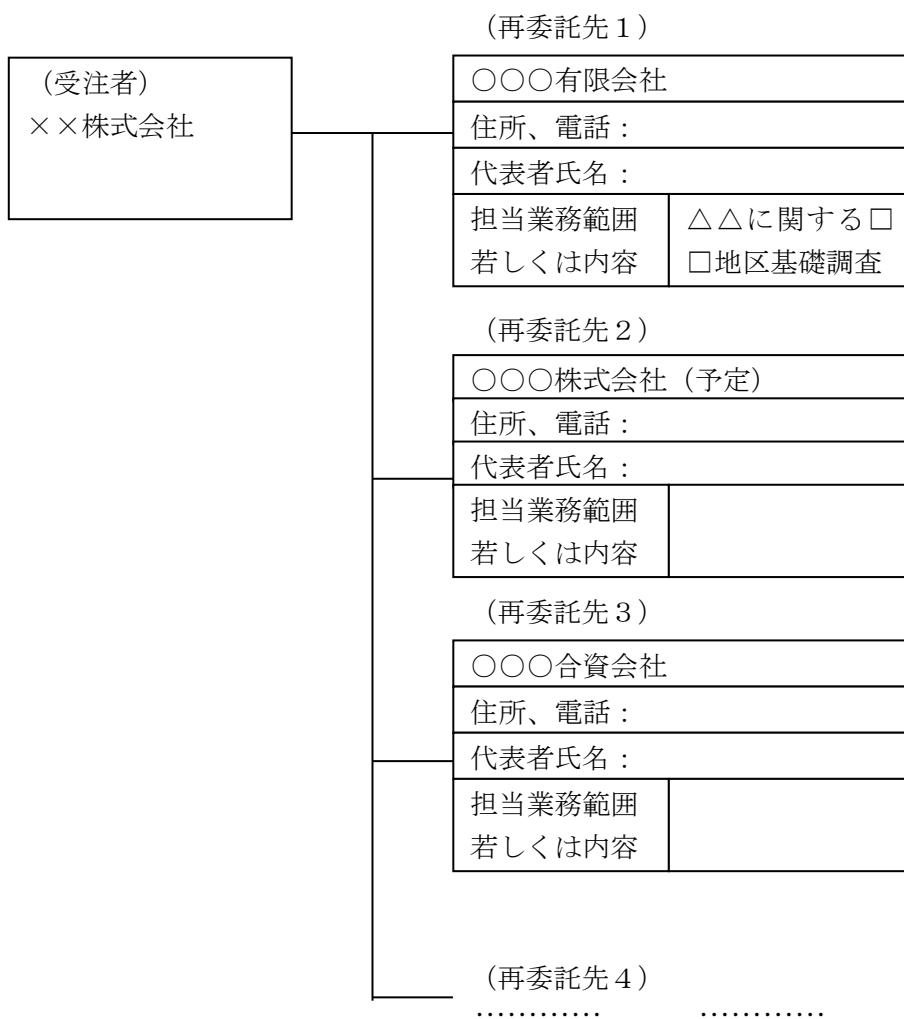 （受注者）
××株式会社
（再委託先１）
○○○有限会社
住所、電話：
代表者氏名：
担当業務範囲
若しくは内容
△△に関する□
□地区基礎調査
（再委託先２）
○○○株式会社（予定）
住所、電話：
代表者氏名：
担当業務範囲
若しくは内容
（再委託先３）
○○○合資会社
住所、電話：
代表者氏名：
担当業務範囲
若しくは内容
（再委託先４）
………… …………